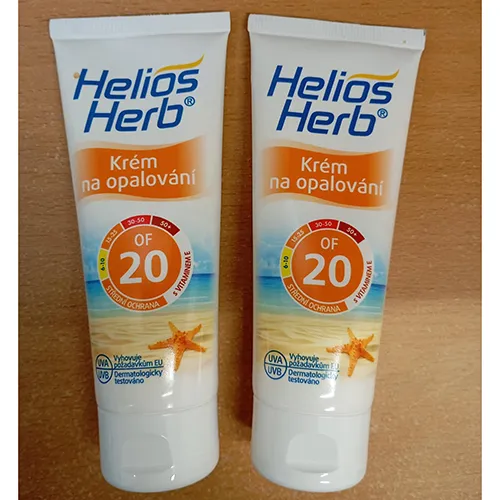 Helios
Herb®
Krém
na opalování
6-10 15-25 30-50 50+
OF
20
STŘEDNÍ OCHRANA
S VITAMINEM E
UVA
UVB
Vyhovuje
požadavkům EU
Dermatologicky
testováno
Helios
Herb®
Krém
na opalování
6-10 15-25 30-50 50+
OF
20
STŘEDNÍ OCHRANA
S VITAMINEM E
UVA
UVB
Vyhovuje
požadavkům EU
Dermatologicky
testováno